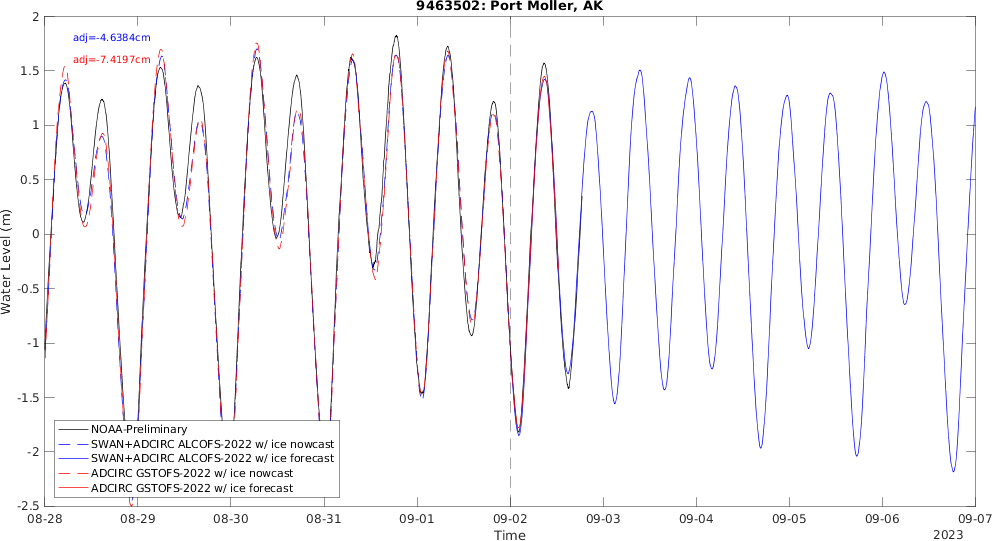 9463502: Port Moller, AK
adj=-4.6384cm
adj=-7.4197cm
Water Level (m)
2
1.5
1
0.5
0
-0.5
-1
-1.5
-2
-2.5
NOAA-Preliminary
SWAN+ADCIRC ALCOFS-2022 w/ ice nowcast
SWAN+ADCIRC ALCOFS-2022 w/ ice forecast
ADCIRC GSTOFS-2022 w/ ice nowcast
ADCIRC GSTOFS-2022 w/ ice forecast
08-28 08-29 08-30 08-31 09-01 09-02 09-03 09-04 09-05 09-06 09-07
Time
2023